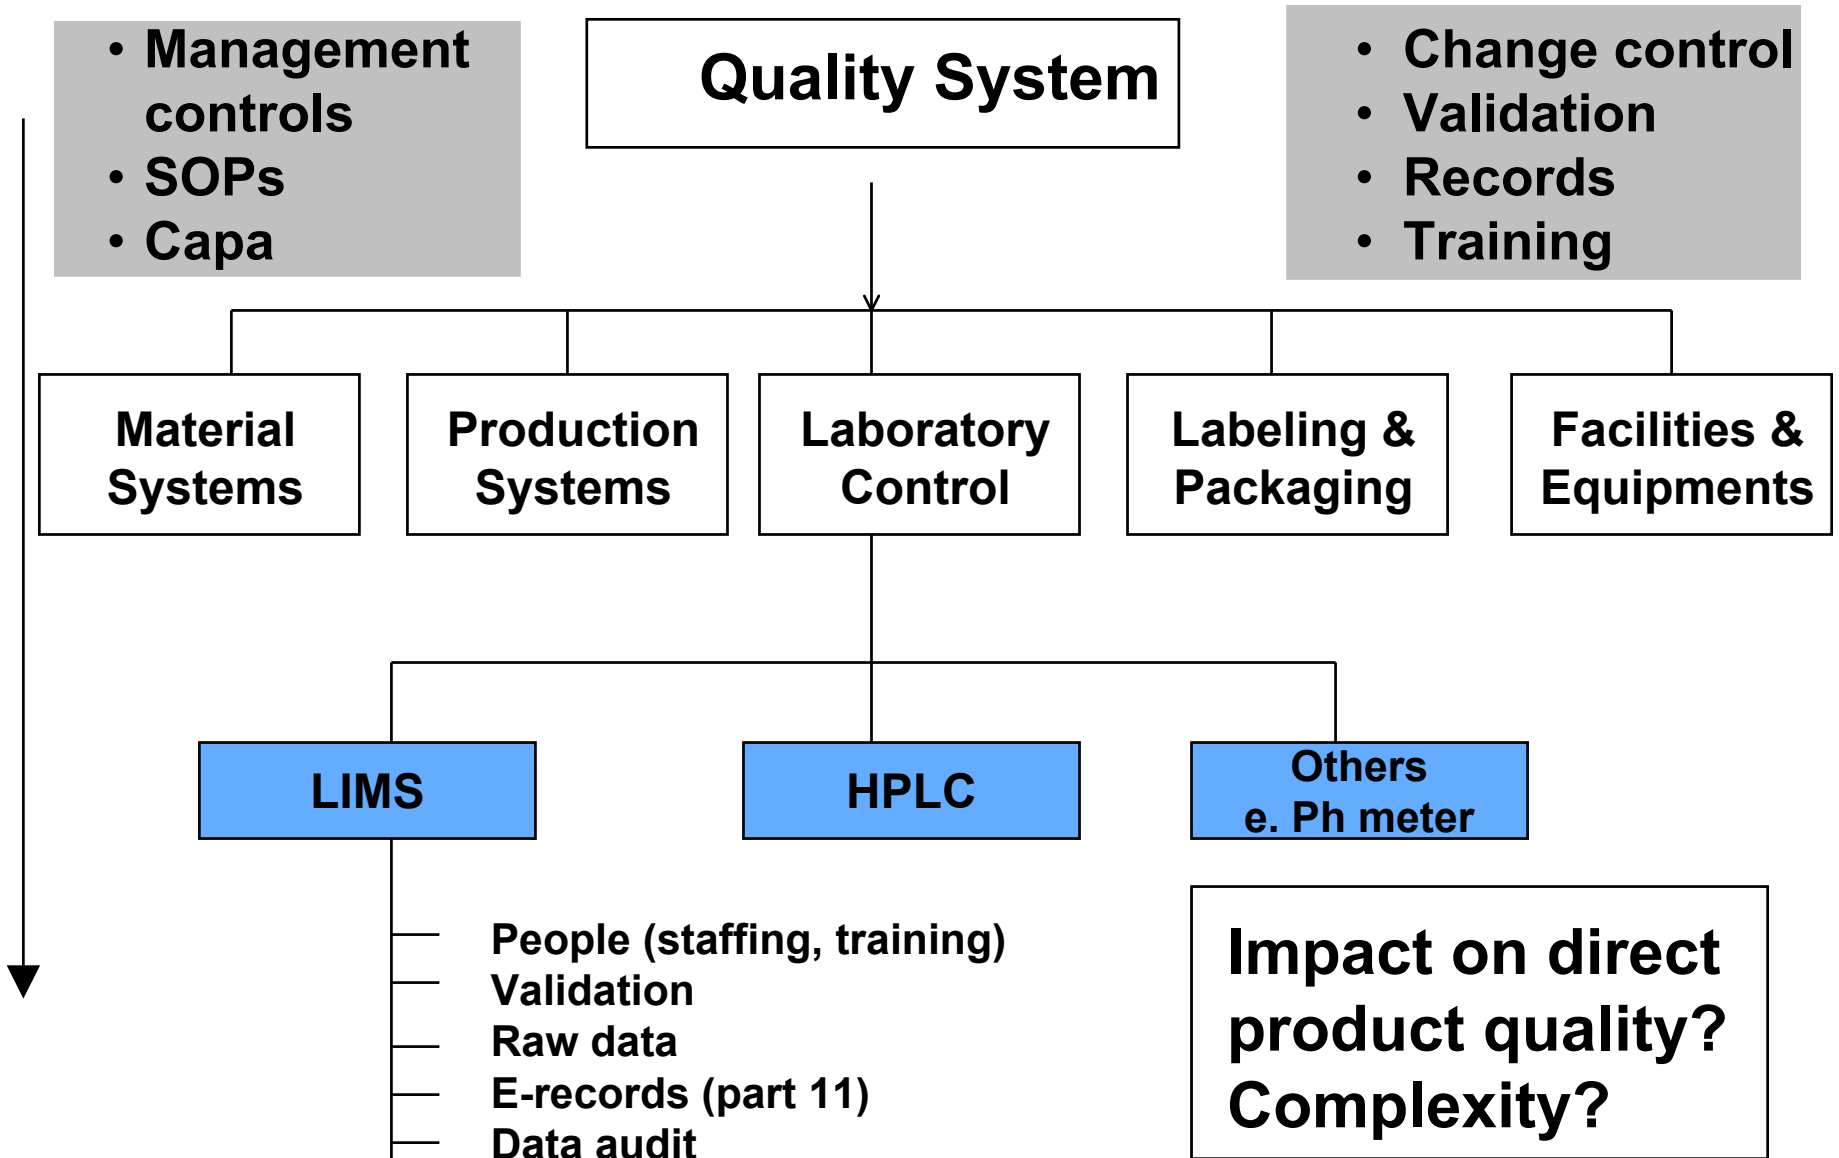 • Management
controls
• SOPs
• Capa
Quality System
• Change control
• Validation
• Records
• Training
Material
Systems
Production
Systems
Laboratory
Control
Labeling &
Packaging
Facilities &
Equipments
LIMS
HPLC
Others
e. Ph meter
People (staffing, training)
Validation
Raw data
E-records (part 11)
Data audit
Impact on direct
product quality?
Complexity?